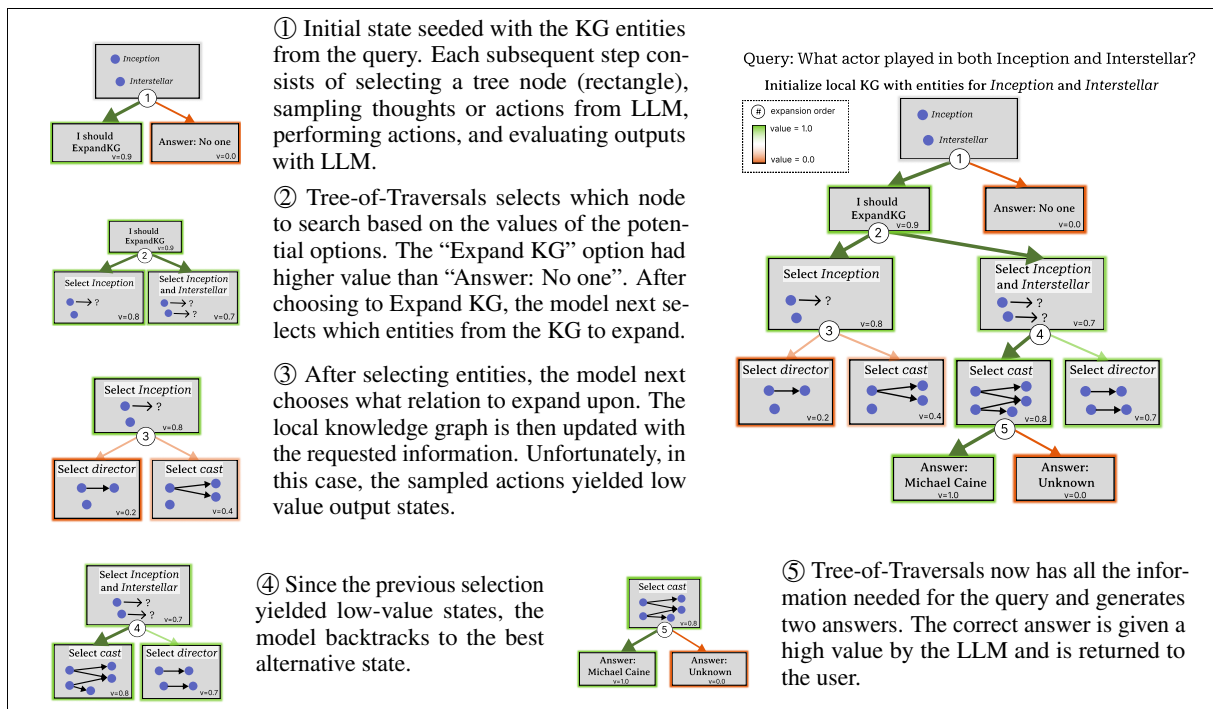 Inception
Interstellar
1
I should
ExpandKG
v=0.9
Answer: No one
v=0.0
① Initial state seeded with the KG entities
from the query. Each subsequent step con-
sists of selecting a tree node (rectangle),
sampling thoughts or actions from LLM,
performing actions, and evaluating outputs
with LLM.
I should
ExpandKG
v=0.9
2
Select Inception
?
v=0.8
Select Inception
and Interstellar
?
?
v=0.7
② Tree-of-Traversals selects which node
to search based on the values of the poten-
tial options. The “Expand KG” option had
higher value than “Answer: No one”. After
choosing to Expand KG, the model next se-
lects which entities from the KG to expand.
Select Inception
?
v=0.8
3
Select director
v=0.2
Select cast
v=0.4
③ After selecting entities, the model next
chooses what relation to expand upon. The
local knowledge graph is then updated with
the requested information. Unfortunately, in
this case, the sampled actions yielded low
value output states.
Query: What actor played in both Inception and Interstellar?
Initialize local KG with entities for Inception and Interstellar
# expansion order
value = 1.0
value = 0.0
Inception
Interstellar
1
I should
ExpandKG
v=0.9
Answer: No one
v=0.0
2
Select Inception
?
v=0.8
Select Inception
and Interstellar
?
?
v=0.7
3
4
Select director
v=0.2
Select cast
v=0.4
Select cast
v=0.8
Select director
v=0.7
5
Answer:
Michael Caine
v=1.0
Answer:
Unknown
v=0.0
Select Inception
and Interstellar
?
?
v=0.7
4
Select cast
v=0.8
Select director
v=0.7
④ Since the previous selection
yielded low-value states, the
model backtracks to the best
alternative state.
Select cast
v=0.8
5
Answer:
Michael Caine
v=1.0
Answer:
Unknown
v=0.0
⑤ Tree-of-Traversals now has all the infor-
mation needed for the query and generates
two answers. The correct answer is given a
high value by the LLM and is returned to
the user.